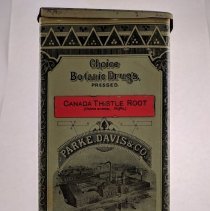 Choice
Botanic Drugs,
PRESSED.
CANADA THISTLE ROOT
PARKE, DAVIS & CO.